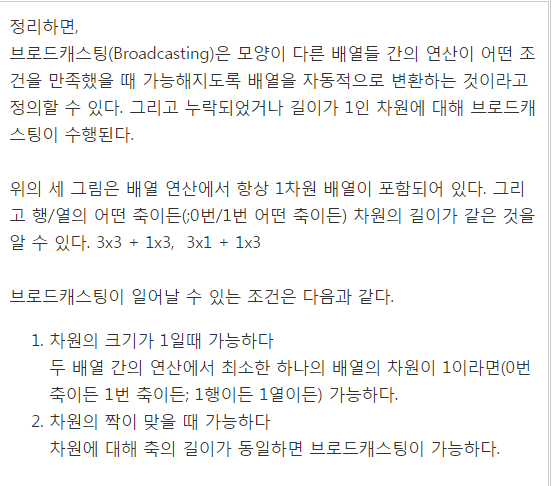 정리하면,
브로드캐스팅(Broadcasting)은 모양이 다른 배열들 간의 연산이 어떤 조
건을 만족했을 때 가능해지도록 배열을 자동적으로 변환하는 것이라고
정의할 수 있다. 그리고 누락되었거나 길이가 1인 차원에 대해 브로드캐
스팅이 수행된다.
위의 세 그림은 배열 연산에서 항상 1차원 배열이 포함되어 있다. 그리
고 행/열의 어떤 축이든(;0번/1번 어떤 축이든) 차원의 길이가 같은 것을
알 수 있다. 3x3 + 1x3, 3x1 + 1x3
브로드캐스팅이 일어날 수 있는 조건은 다음과 같다.
1. 차원의 크기가 1일때 가능하다
두 배열 간의 연산에서 최소한 하나의 배열의 차원이 1이라면(0번
축이든 1번 축이든; 1행이든 1열이든) 가능하다.
2. 차원의 짝이 맞을 때 가능하다
차원에 대해 축의 길이가 동일하면 브로드캐스팅이 가능하다.